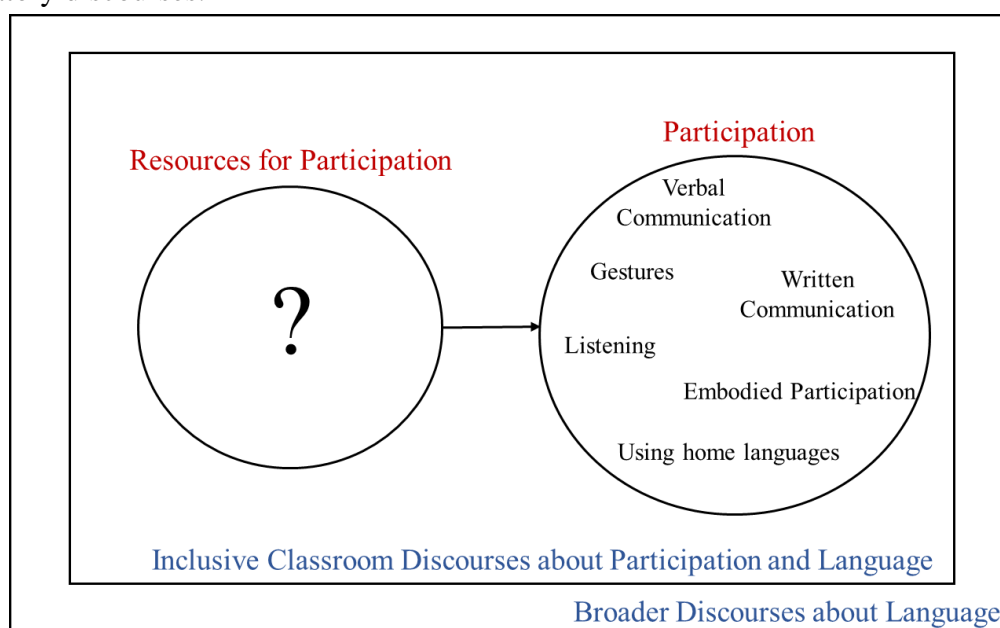 discourses.
Participation
Resources for Participation
Verbal
Communication
Gestures
Written
Communication
Listening
Embodied Participation
Using home languages
?
Inclusive Classroom Discourses about Participation and Language
Broader Discourses about Language